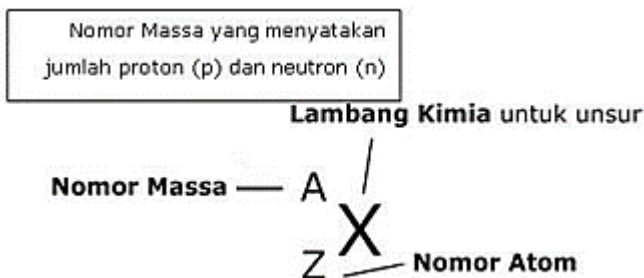 Nomor Massa yang menyatakan
jumlah proton (p) dan neutron (n)
Lambang Kimia untuk unsur
Nomor Massa
A
X
Z
Nomor Atom